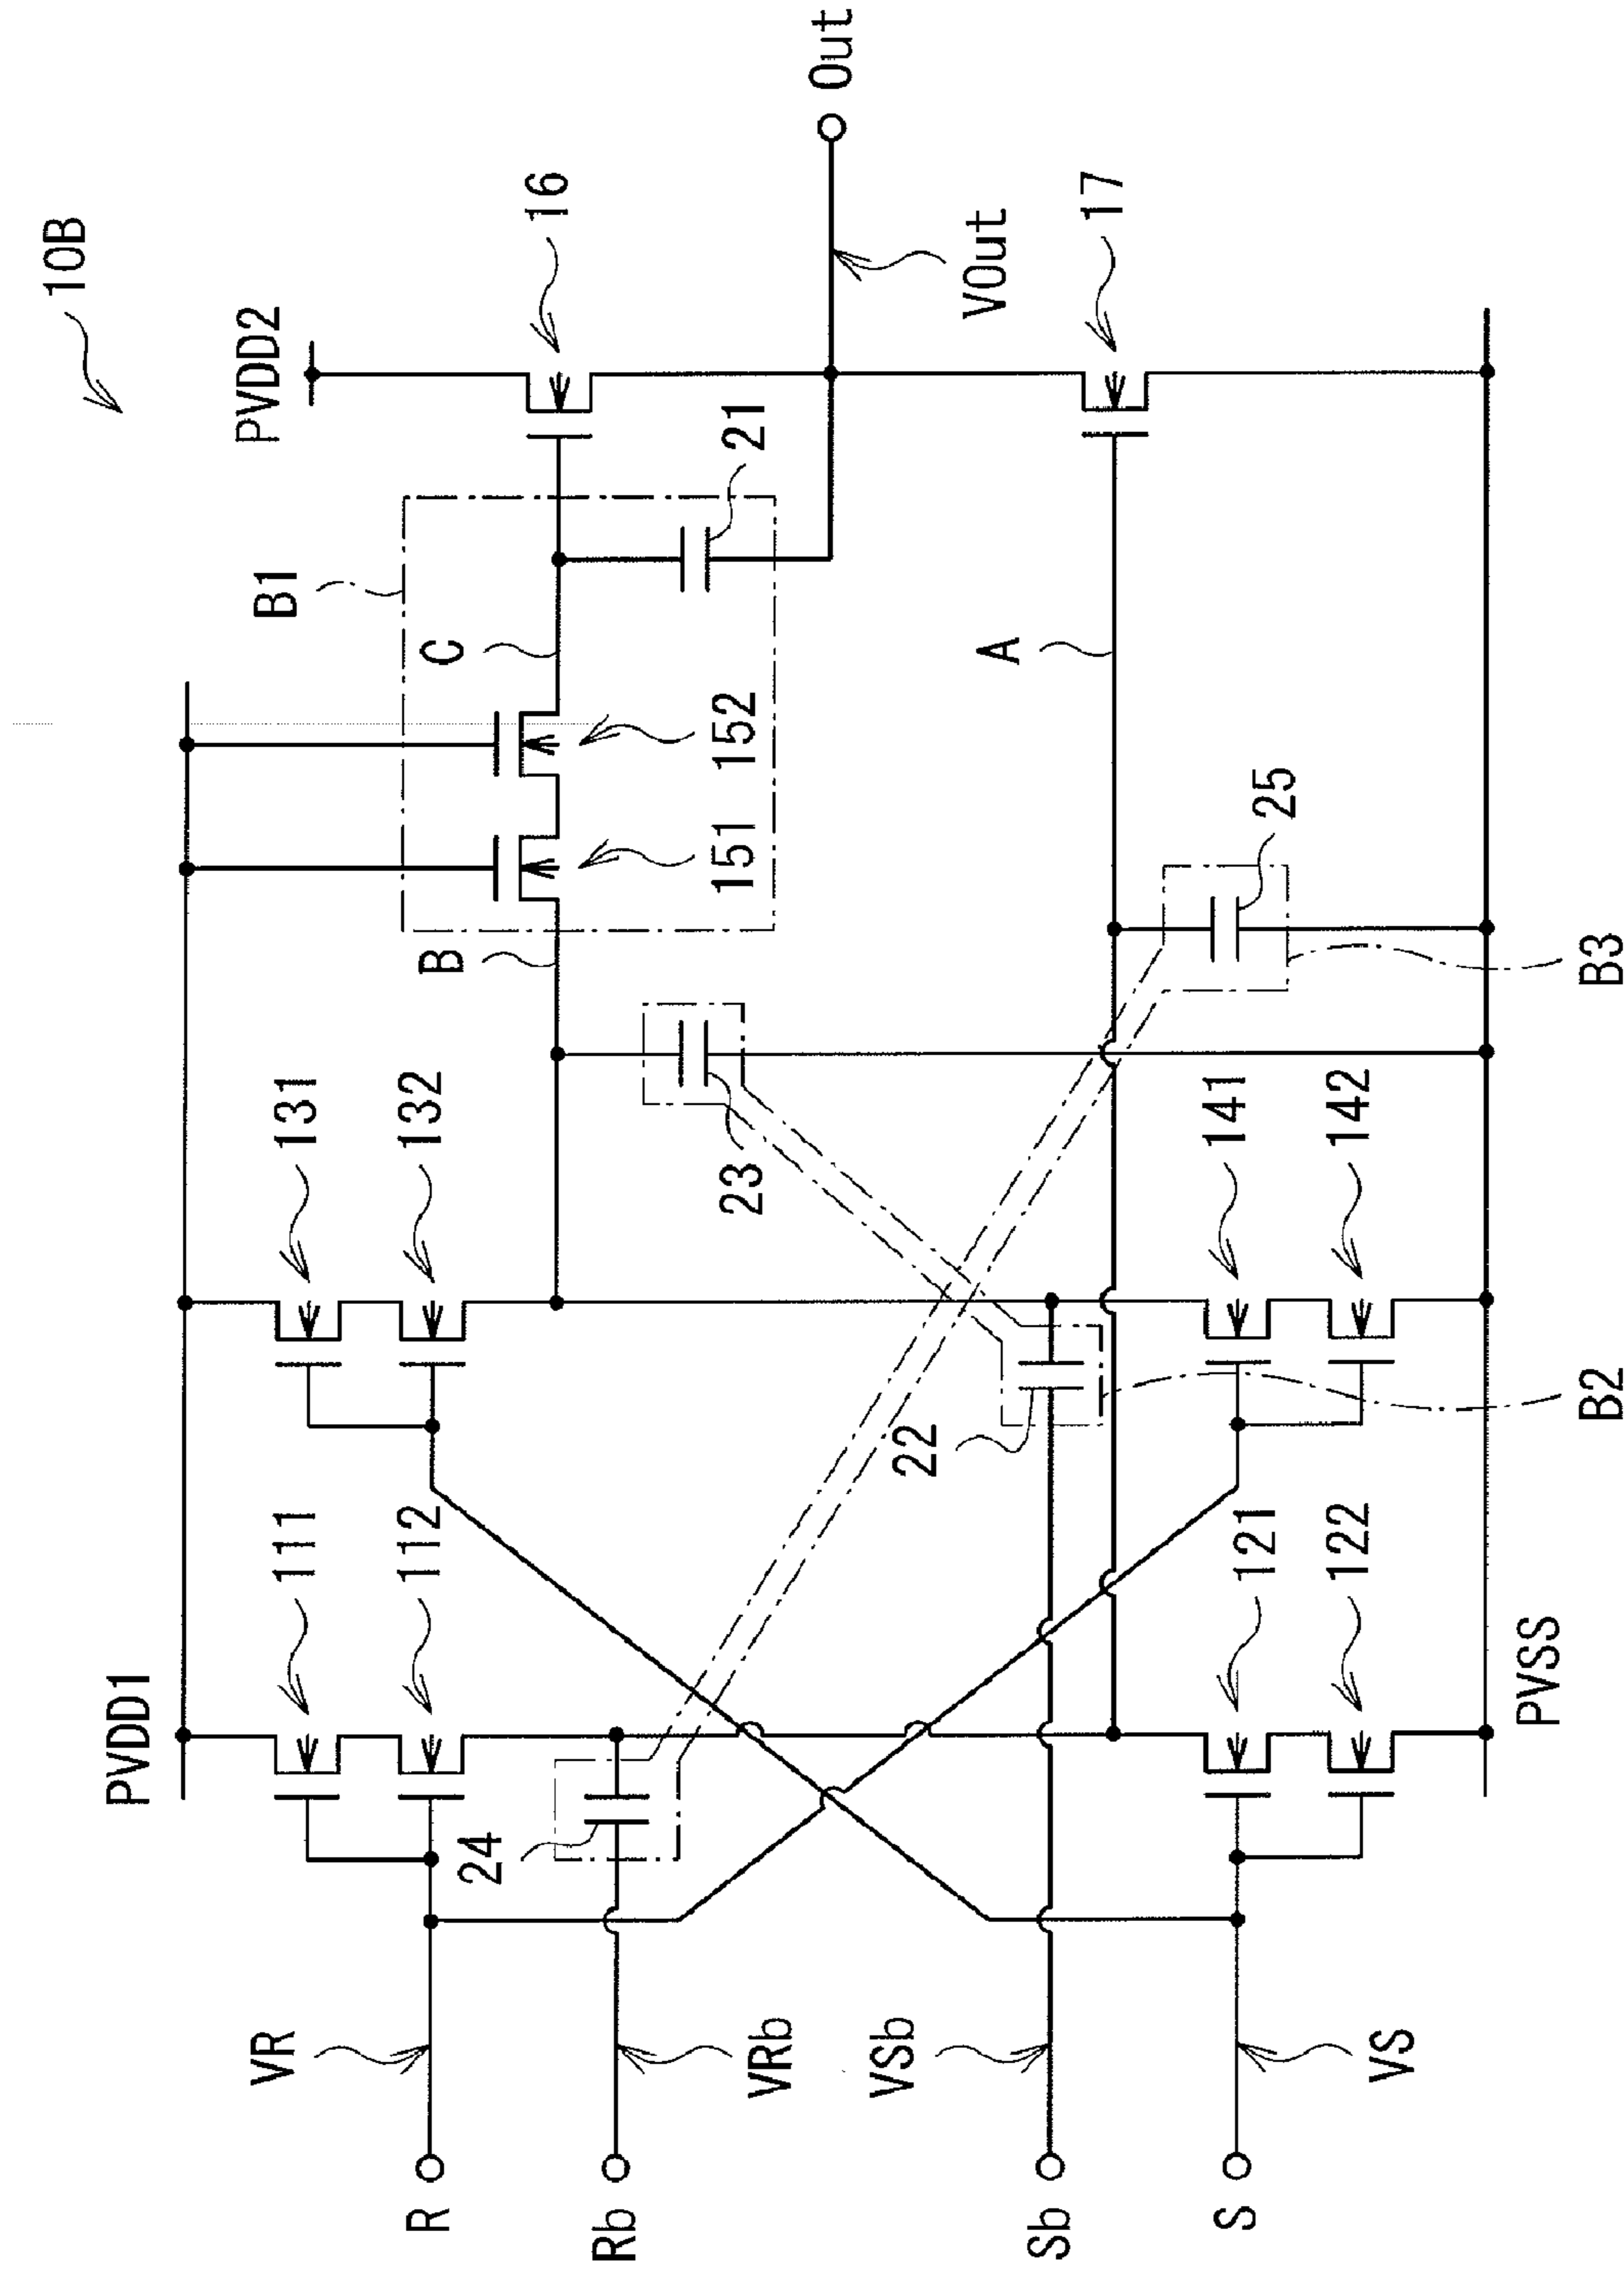 10B
PVDD1
PVDD2
111
131
B1
16
VR
112
132
B
C
R
24
151
152
21
Rb
VRb
23
Out
22
A
VOut
Sb
VSb
17
S
VS
121
141
25
122
142
PVSS
B2
B3